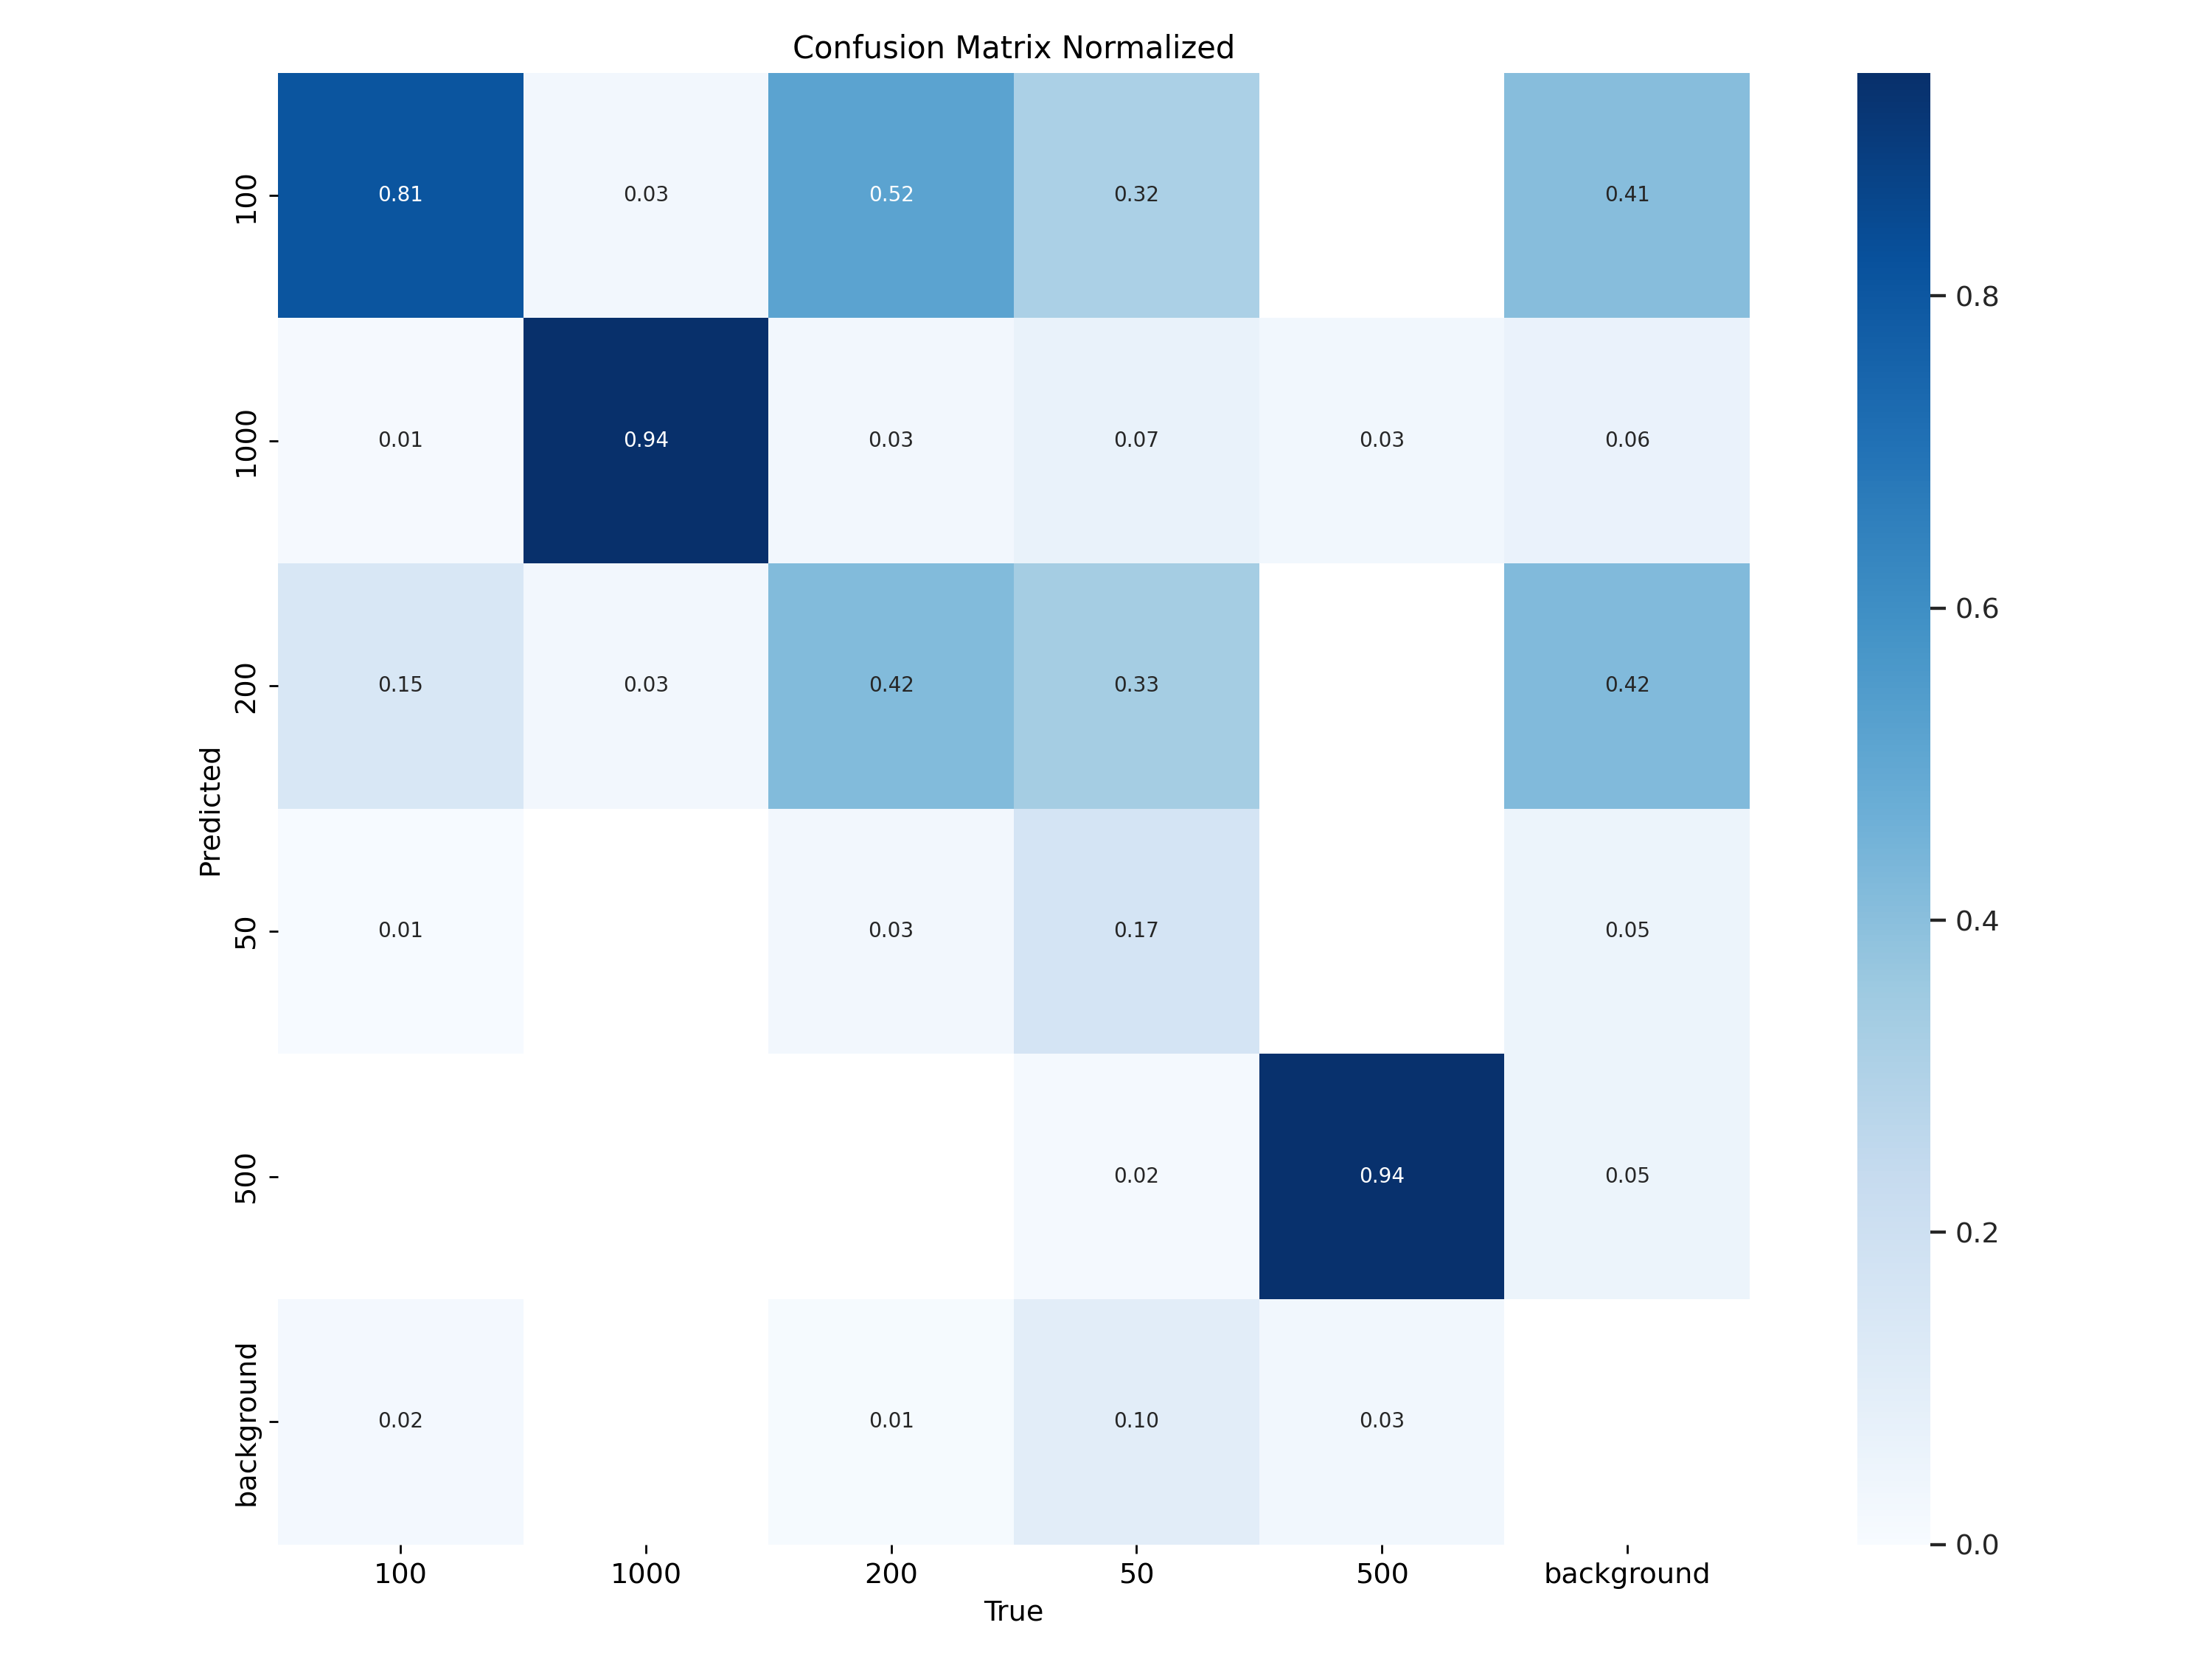 Confusion Matrix Normalized
100 0.81 0.03 0.52 0.32 0.41
1000 0.01 0.94 0.03 0.07 0.03 0.06
200 0.15 0.03 0.42 0.33 0.42
50 0.01 0.03 0.17 0.05
500 0.02 0.94 0.05
background 0.02 0.01 0.10 0.03
Predicted
100 1000 200 50 500 background
True
0.8
0.6
0.4
0.2
0.0